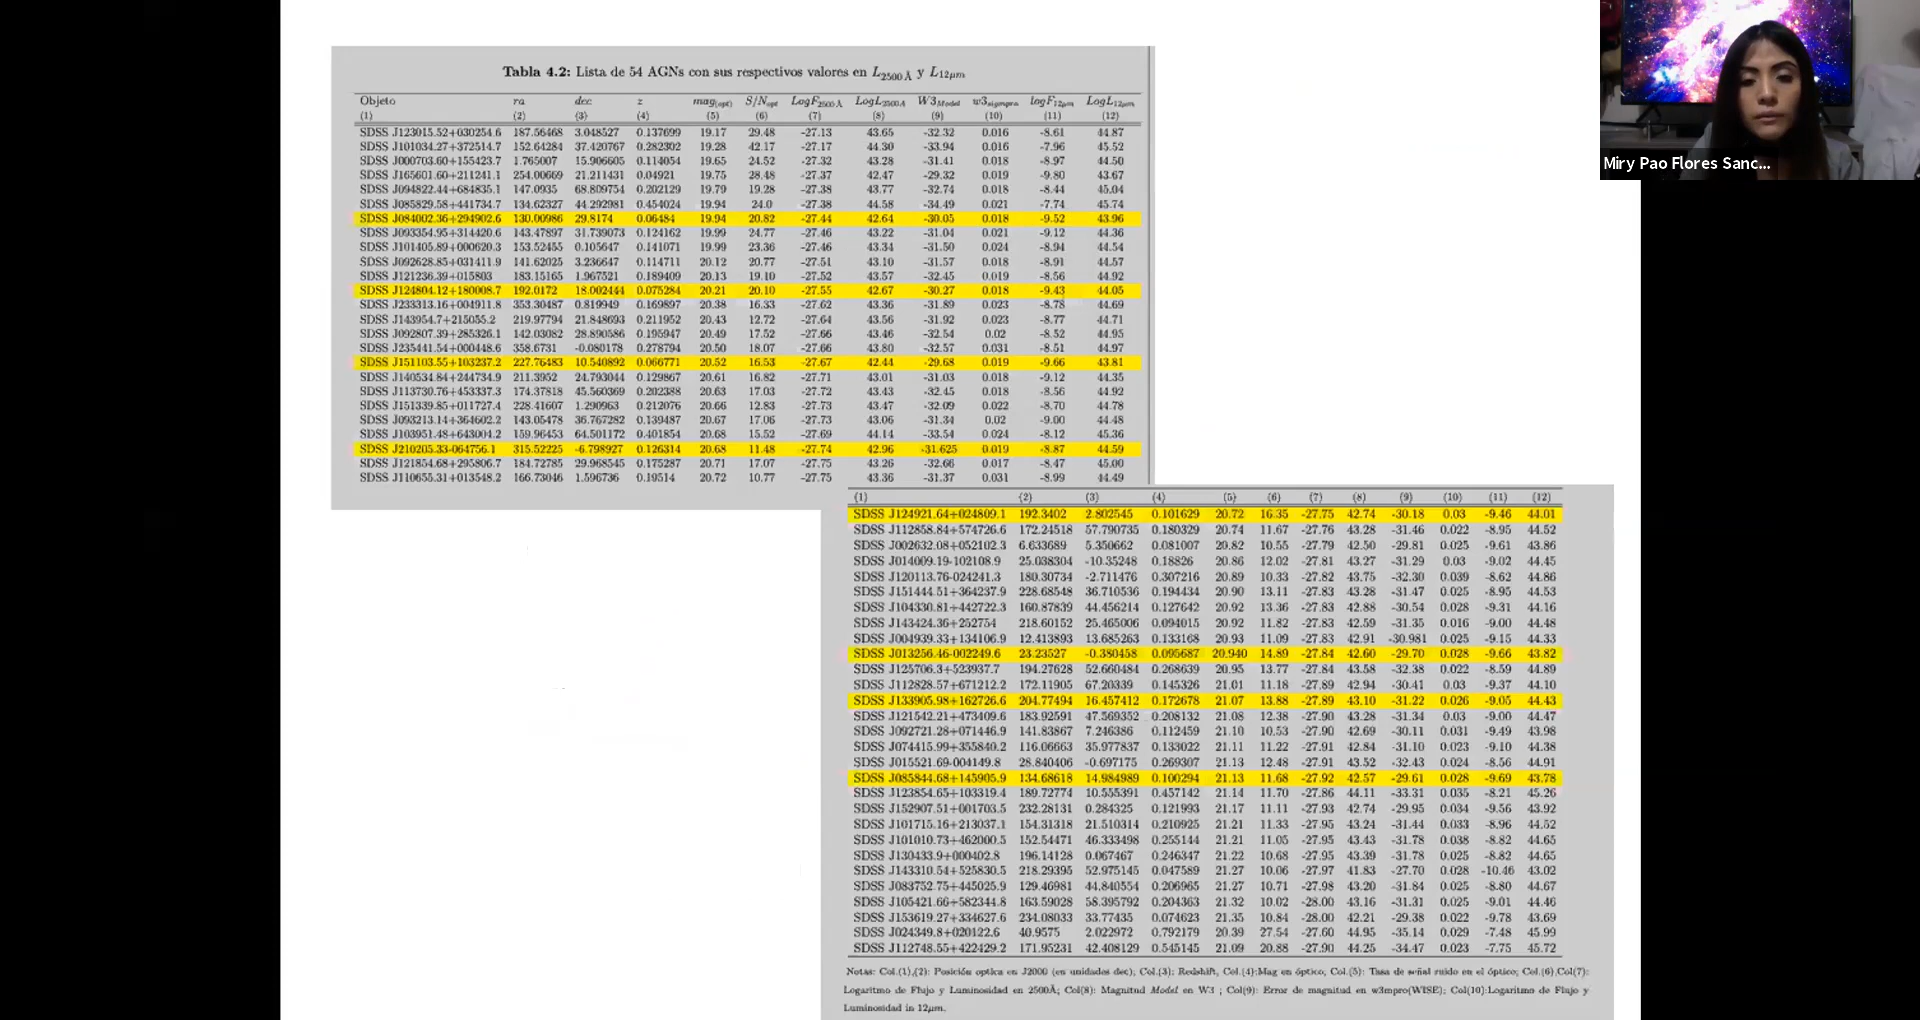 Tabla 4.2: Lista de 54 AGNs con sus respectivos valores en L2500Å y L12μm
Objeto ra dec z mag(opt) S/Nopt LogF2500Å LogL2500A W3Model w3sigmpro logF12μm LogL12μm
(1) (2) (3) (4) (5) (6) (7) (8) (9) (10) (11) (12)
SDSS J123015.52+030254.6 187.56468 3.048527 0.137699 19.17 29.48 -27.13 43.65 -32.32 0.016 -8.61 44.87
SDSS J101034.27+372514.7 152.64284 37.420767 0.282302 19.28 42.17 -27.17 44.30 -33.94 0.016 -7.96 45.52
SDSS J000703.60+155423.7 1.765007 15.906605 0.114054 19.65 24.52 -27.32 43.28 -31.41 0.018 -8.97 44.50
SDSS J165601.60+211241.1 254.00669 21.211431 0.04921 19.75 28.48 -27.37 42.47 -29.32 0.019 -9.80 43.67
SDSS J094822.44+684835.1 147.0935 68.809754 0.202129 19.79 19.28 -27.38 43.77 -32.74 0.018 -8.44 45.04
SDSS J085829.58+441734.7 134.62327 44.292981 0.454024 19.94 24.0 -27.38 44.58 -34.49 0.021 -7.74 45.74
SDSS J084002.36+294902.6 130.00986 29.8174 0.06484 19.94 20.82 -27.44 42.64 -30.05 0.018 -9.52 43.96
SDSS J093354.95+314420.6 143.47897 31.739073 0.124162 19.99 24.77 -27.46 43.22 -31.04 0.021 -9.12 44.36
SDSS J101405.89+000620.3 153.52455 0.105647 0.141071 19.99 23.36 -27.46 43.34 -31.50 0.024 -8.94 44.54
SDSS J092628.85+031411.9 141.62025 3.236647 0.114711 20.12 20.77 -27.51 43.10 -31.57 0.018 -8.91 44.57
SDSS J121236.39+015803 183.15165 1.967521 0.189409 20.13 19.10 -27.52 43.57 -32.45 0.019 -8.56 44.92
SDSS J124804.12+180008.7 192.0172 18.002444 0.075284 20.21 20.10 -27.55 42.67 -30.27 0.018 -9.43 44.05
SDSS J233313.16+004911.8 353.30487 0.819949 0.169897 20.38 16.33 -27.62 43.36 -31.89 0.023 -8.78 44.69
SDSS J143954.7+215055.2 219.97794 21.848693 0.211952 20.43 12.72 -27.64 43.56 -31.92 0.023 -8.77 44.71
SDSS J092807.39+285326.1 142.03082 28.890586 0.195947 20.49 17.52 -27.66 43.46 -32.54 0.02 -8.52 44.95
SDSS J235441.54+000448.6 358.6731 -0.080178 0.278794 20.50 18.07 -27.66 43.80 -32.57 0.031 -8.51 44.97
SDSS J151103.55+103237.2 227.76483 10.540892 0.066771 20.52 16.53 -27.67 42.44 -29.68 0.019 -9.66 43.81
SDSS J140534.84+244734.9 211.3952 24.793044 0.129867 20.61 16.82 -27.71 43.01 -31.03 0.018 -9.12 44.35
SDSS J113730.76+453337.3 174.37818 45.560369 0.202388 20.63 17.03 -27.72 43.43 -32.45 0.018 -8.56 44.92
SDSS J151339.85+011727.4 228.41607 1.290963 0.212076 20.66 12.83 -27.73 43.47 -32.09 0.022 -8.70 44.78
SDSS J093213.14+364602.2 143.05478 36.767282 0.139487 20.67 17.06 -27.73 43.06 -31.34 0.02 -9.00 44.48
SDSS J103951.48+643004.2 159.96453 64.501172 0.401854 20.68 15.52 -27.69 44.14 -33.54 0.024 -8.12 45.36
SDSS J210205.33-064756.1 315.52225 -6.798927 0.126314 20.68 11.48 -27.74 42.96 -31.625 0.019 -8.87 44.59
SDSS J121854.68+295806.7 184.72785 29.968545 0.175287 20.71 17.07 -27.75 43.26 -32.66 0.017 -8.47 45.00
SDSS J110655.31+013548.2 166.73046 1.596736 0.19514 20.72 10.77 -27.75 43.36 -31.37 0.031 -8.99 44.49
(1) (2) (3) (4) (5) (6) (7) (8) (9) (10) (11) (12)
SDSS J124921.64+024809.1 192.3402 2.802545 0.101629 20.72 16.35 -27.75 42.74 -30.18 0.03 -9.46 44.01
SDSS J112858.84+574726.6 172.24518 57.790735 0.180329 20.74 11.67 -27.76 43.28 -31.46 0.022 -8.95 44.52
SDSS J002632.08+052102.3 6.633689 5.350662 0.081007 20.82 10.55 -27.79 42.50 -29.81 0.025 -9.61 43.86
SDSS J014009.19-102108.9 25.038304 -10.35248 0.18826 20.86 12.02 -27.81 43.27 -31.29 0.03 -9.02 44.45
SDSS J120113.76-024241.3 180.30734 -2.711476 0.307216 20.89 10.33 -27.82 43.75 -32.30 0.039 -8.62 44.86
SDSS J151444.51+364237.9 228.68548 36.710536 0.194434 20.90 13.11 -27.83 43.28 -31.47 0.025 -8.95 44.53
SDSS J104330.81+442722.3 160.87839 44.456214 0.127642 20.92 13.36 -27.83 42.88 -30.54 0.028 -9.31 44.16
SDSS J143424.36+252754 218.60152 25.465006 0.094015 20.92 11.82 -27.83 42.59 -31.35 0.016 -9.00 44.48
SDSS J004939.33+134106.9 12.413893 13.685263 0.133168 20.93 11.09 -27.83 42.91 -30.981 0.025 -9.15 44.33
SDSS J013256.46-002249.6 23.23527 -0.380458 0.095687 20.940 14.89 -27.84 42.60 -29.70 0.028 -9.66 43.82
SDSS J125706.3+523937.7 194.27628 52.660484 0.268639 20.95 13.77 -27.84 43.58 -32.38 0.022 -8.59 44.89
SDSS J112828.57+671212.2 172.11905 67.20339 0.145326 21.01 11.18 -27.89 42.94 -30.41 0.03 -9.37 44.10
SDSS J133905.98+162726.6 204.77494 16.457412 0.172678 21.07 13.88 -27.89 43.10 -31.22 0.026 -9.05 44.43
SDSS J121542.21+473409.6 183.92591 47.569352 0.208132 21.08 12.38 -27.90 43.28 -31.34 0.03 -9.00 44.47
SDSS J092721.28+071446.9 141.83867 7.246386 0.112459 21.10 10.53 -27.90 42.69 -30.11 0.031 -9.49 43.98
SDSS J074415.99+355840.2 116.06663 35.977837 0.133022 21.11 11.22 -27.91 42.84 -31.10 0.023 -9.10 44.38
SDSS J015521.69-004149.8 28.840406 -0.697175 0.269307 21.13 12.48 -27.91 43.52 -32.43 0.024 -8.56 44.91
SDSS J085844.68+145905.9 134.68618 14.984989 0.100294 21.13 11.68 -27.92 42.57 -29.61 0.028 -9.69 43.78
SDSS J123854.65+103319.4 189.72774 10.555391 0.457142 21.14 11.70 -27.86 44.11 -33.31 0.035 -8.21 45.26
SDSS J152907.51+001703.5 232.28131 0.284325 0.121993 21.17 11.11 -27.93 42.74 -29.95 0.034 -9.56 43.92
SDSS J101715.16+213037.1 154.31318 21.510314 0.210925 21.21 11.33 -27.95 43.24 -31.44 0.033 -8.96 44.52
SDSS J101010.73+462000.5 152.54471 46.333498 0.255144 21.21 11.05 -27.95 43.43 -31.78 0.038 -8.82 44.65
SDSS J130433.9+000402.8 196.14128 0.067467 0.246347 21.22 10.68 -27.95 43.39 -31.78 0.025 -8.82 44.65
SDSS J143310.54+525830.5 218.29395 52.975145 0.047589 21.27 10.06 -27.97 41.83 -27.70 0.028 -10.46 43.02
SDSS J083752.75+445025.9 129.46981 44.840554 0.206965 21.27 10.71 -27.98 43.20 -31.84 0.025 -8.80 44.67
SDSS J105421.66+582344.8 163.59028 58.395792 0.204363 21.32 10.02 -28.00 43.16 -31.31 0.025 -9.01 44.46
SDSS J153619.27+334627.6 234.08033 33.77435 0.074623 21.35 10.84 -28.00 42.21 -29.38 0.022 -9.78 43.69
SDSS J024349.8+020122.6 40.9575 2.022972 0.792179 20.39 27.54 -27.60 44.95 -35.14 0.029 -7.48 45.99
SDSS J112748.55+422429.2 171.95231 42.408129 0.545145 21.09 20.88 -27.90 44.25 -34.47 0.023 -7.75 45.72
Notas: Col.(1),(2): Posición optica en J2000 (en unidades dec); Col.(3): Redshift, Col.(4):Mag en óptico, Col.(5): Tasa de señal ruido en el óptico; Col.(6),Col(7):
Logaritmo de Flujo y Luminosidad en 2500Å; Col(8): Magnitud Model en W3 ; Col(9): Error de magnitud en w3mpro(WISE); Col(10):Logaritmo de Flujo y
Luminosidad in 12μm.
Miry Pao Flores Sanc...